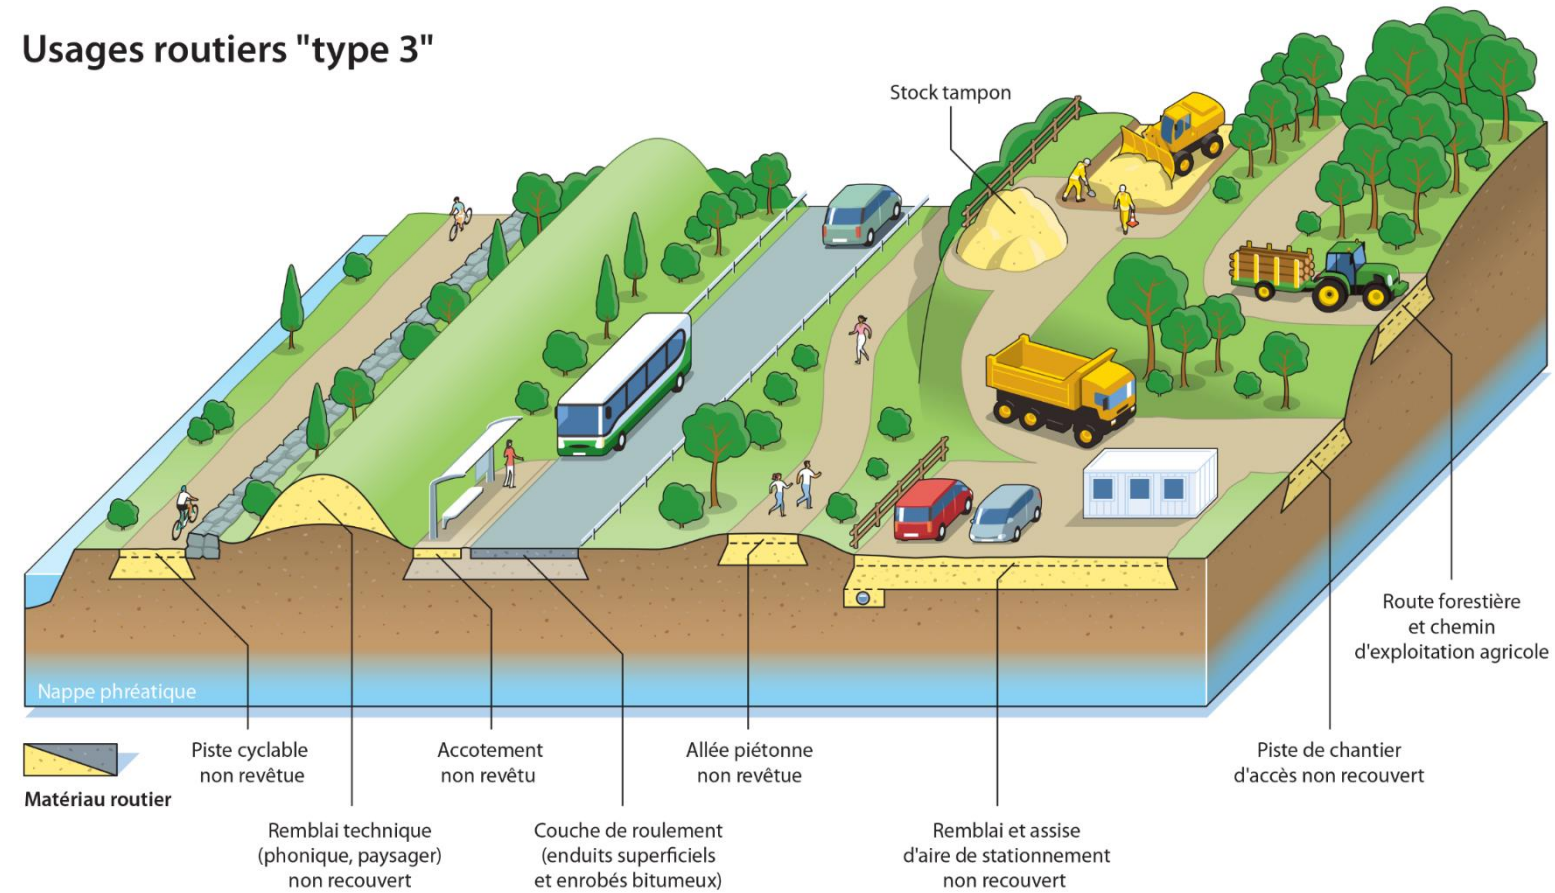 Usages routiers "type 3"
Stock tampon
Route forestière
et chemin
d'exploitation agricole
Nappe phréatique
Matériau routier
Piste cyclable
non revêtue
Accotement
non revêtu
Allée piétonne
non revêtue
Piste de chantier
d'accès non recouvert
Remblai technique
(phonique, paysager)
non recouvert
Couche de roulement
(enduits superficiels
et enrobés bitumeux)
Remblai et assise
d'aire de stationnement
non recouvert